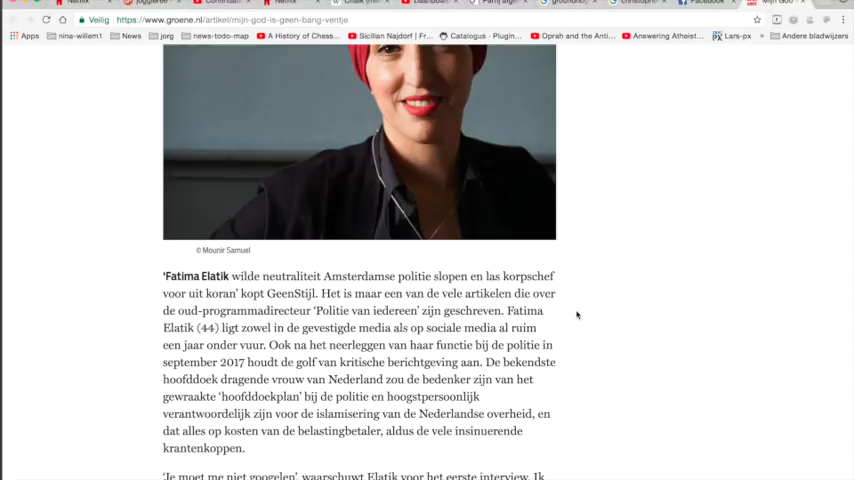 Veilig https://www.groene.nl/artikel/mijn-god-is-geen-bang-ventje
Apps nina-willem1 News jorg news-todo-map A History of Chess... Sicilian Najdorf | Fr... Catalogus - Plugin... Oprah and the Anti... Answering Atheist... Lars-px » Andere bladwijzers
© Mounir Samuel
'Fatima Elatik wilde neutraliteit Amsterdamse politie slopen en las korpschef
voor uit koran' kopt GeenStijl. Het is maar een van de vele artikelen die over
de oud-programmadirecteur 'Politie van iedereen' zijn geschreven. Fatima
Elatik (44) ligt zowel in de gevestigde media als op sociale media al ruim
een jaar onder vuur. Ook na het neerleggen van haar functie bij de politie in
september 2017 houdt de golf van kritische berichtgeving aan. De bekendste
hoofddoek dragende vrouw van Nederland zou de bedenker zijn van het
gewraakte 'hoofddoekplan' bij de politie en hoogstpersoonlijk
verantwoordelijk zijn voor de islamisering van de Nederlandse overheid, en
dat alles op kosten van de belastingbetaler, aldus de vele insinuerende
krantenkoppen.
'Je moet me niet googelen', waarschuwt Elatik voor het eerste interview. Ik